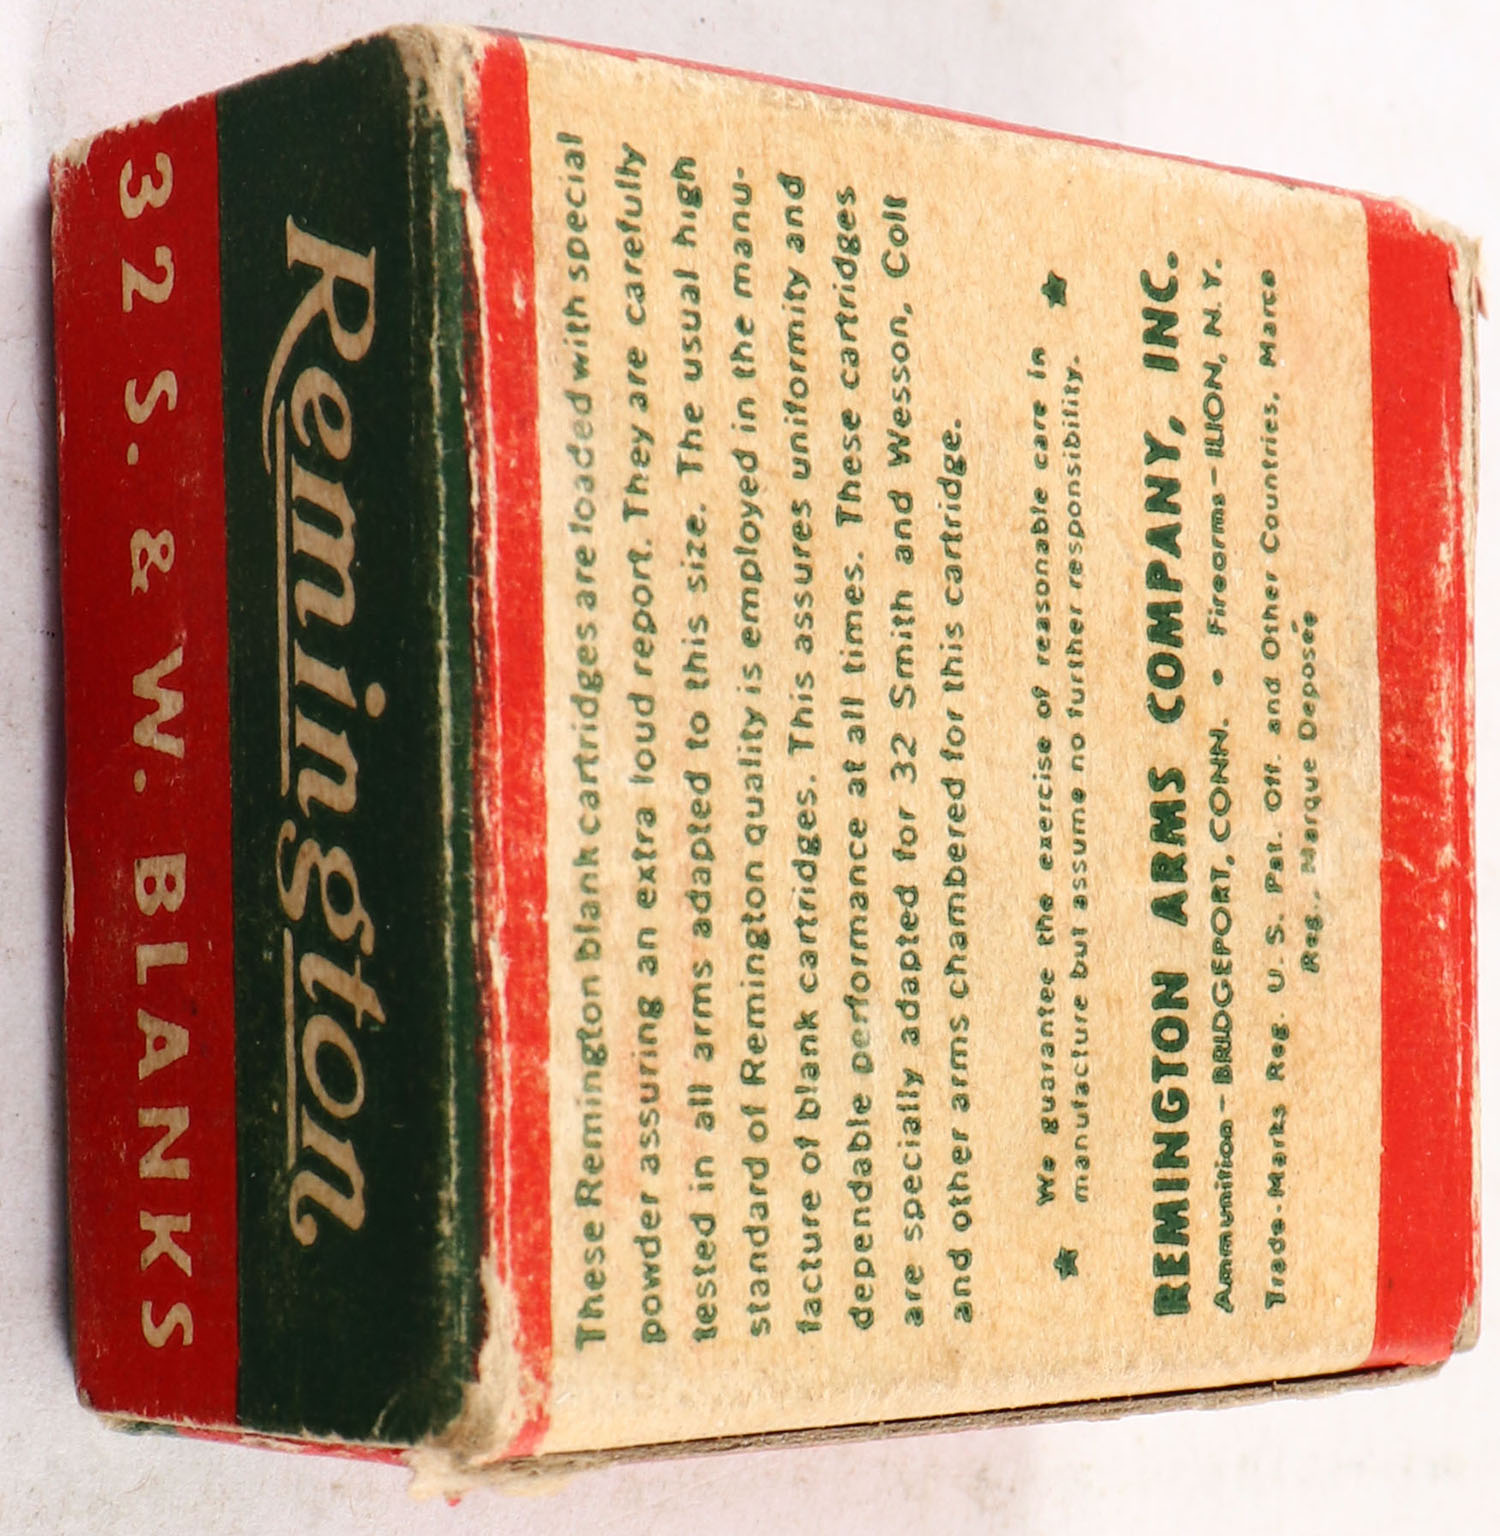 32 S. & W. BLANKS
Remington
These Remington blank cartridges are loaded with special
powder assuring an extra loud report. They are carefully
tested in all arms adapted to this size. The usual high
standard of Remington quality is employed in the manu-
facture of blank cartridges. This assures uniformity and
dependable performance at all times. These cartridges
are specially adapted for 32 Smith and Wesson, Colt
and other arms chambered for this cartridge.
★ We guarantee the exercise of reasonable care in ★
manufacture but assume no further responsibility.
REMINGTON ARMS COMPANY, INC.
Ammunition—BRIDGEPORT, CONN. • Firearms—ILION, N. Y.
Trade-Marks Reg. U. S. Pat. Off. and Other Countries, Marca
Reg., Marque Deposée